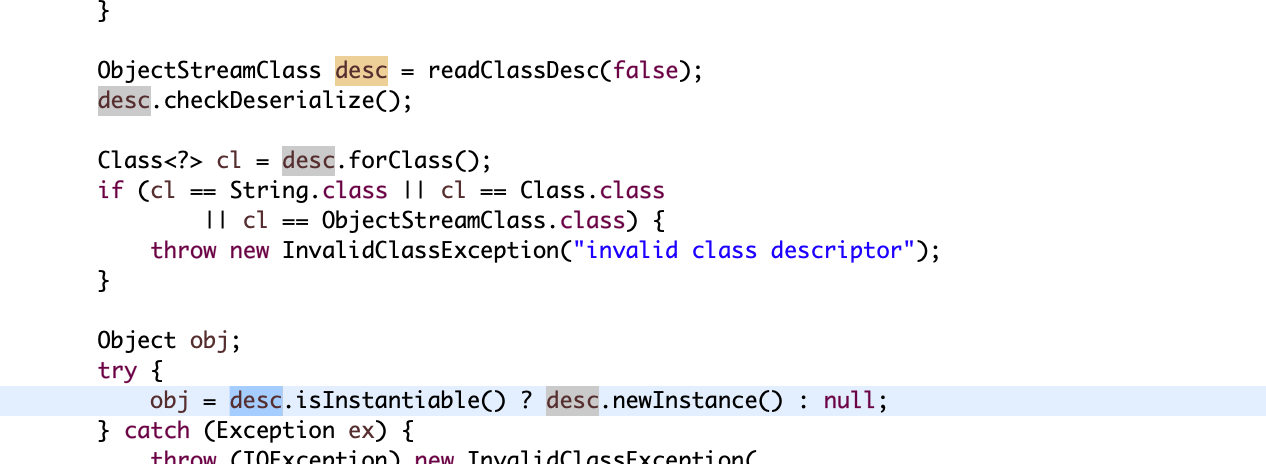 }
ObjectStreamClass desc = readClassDesc(false);
desc.checkDeserialize();
Class<?> cl = desc.forClass();
if (cl == String.class || cl == Class.class
|| cl == ObjectStreamClass.class) {
throw new InvalidClassException("invalid class descriptor");
}
Object obj;
try {
obj = desc.isInstantiable() ? desc.newInstance() : null;
} catch (Exception ex) {
throw (IOException) new InvalidClassException(